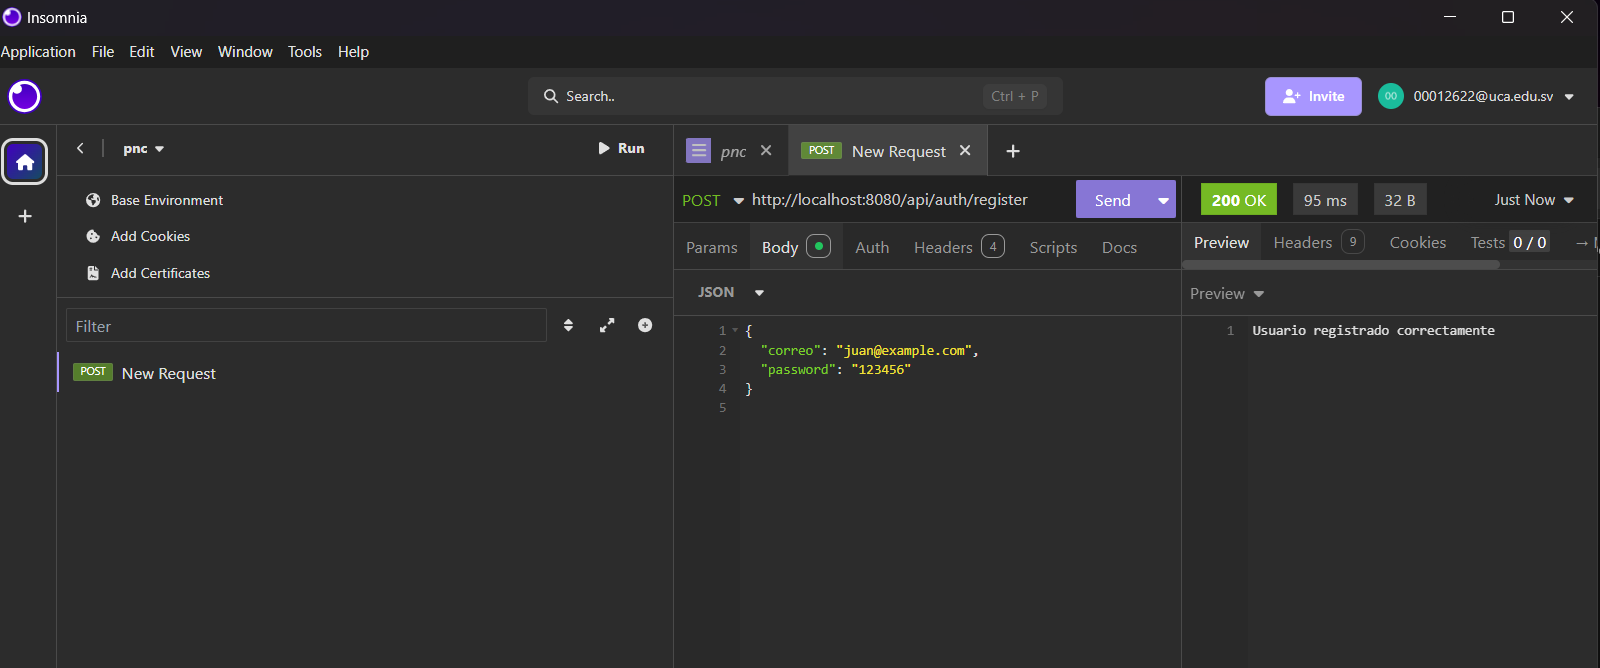 Insomnia
Application File Edit View Window Tools Help
Search.. Ctrl + P
Invite
00 00012622@uca.edu.sv
pnc
Run
pnc
POST New Request
Base Environment
Add Cookies
Add Certificates
Filter
POST New Request
POST http://localhost:8080/api/auth/register Send
Params Body Auth Headers 4 Scripts Docs
JSON
1 {
2 "correo": "juan@example.com",
3 "password": "123456"
4 }
5
200 OK 95 ms 32 B Just Now
Preview Headers 9 Cookies Tests 0 / 0 →
Preview
1 Usuario registrado correctamente